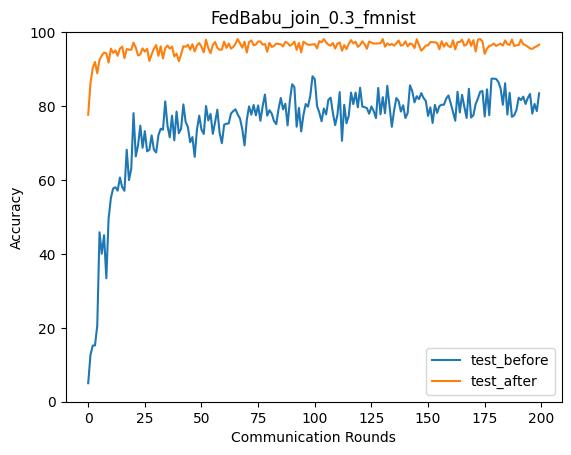 FedBabu_join_0.3_fmnist
100
80
60
40
20
0
Accuracy
0 25 50 75 100 125 150 175 200
Communication Rounds
test_before
test_after